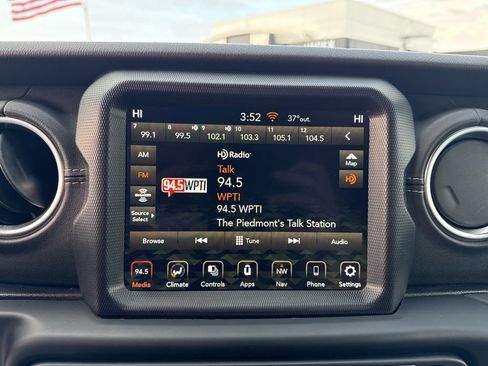 HI 3:52 37°out. HI
7 8 9 10 11 12
99.1 99.5 102.1 103.3 105.1 104.5
AM
HD Radio
Map
Talk
FM
94.5
HD
94.5 WPTI
WPTI
94.5 WPTI
Source
Select
The Piedmont's Talk Station
Browse Tune Audio
94.5 NW
Media Climate Controls Apps Nav Phone Settings